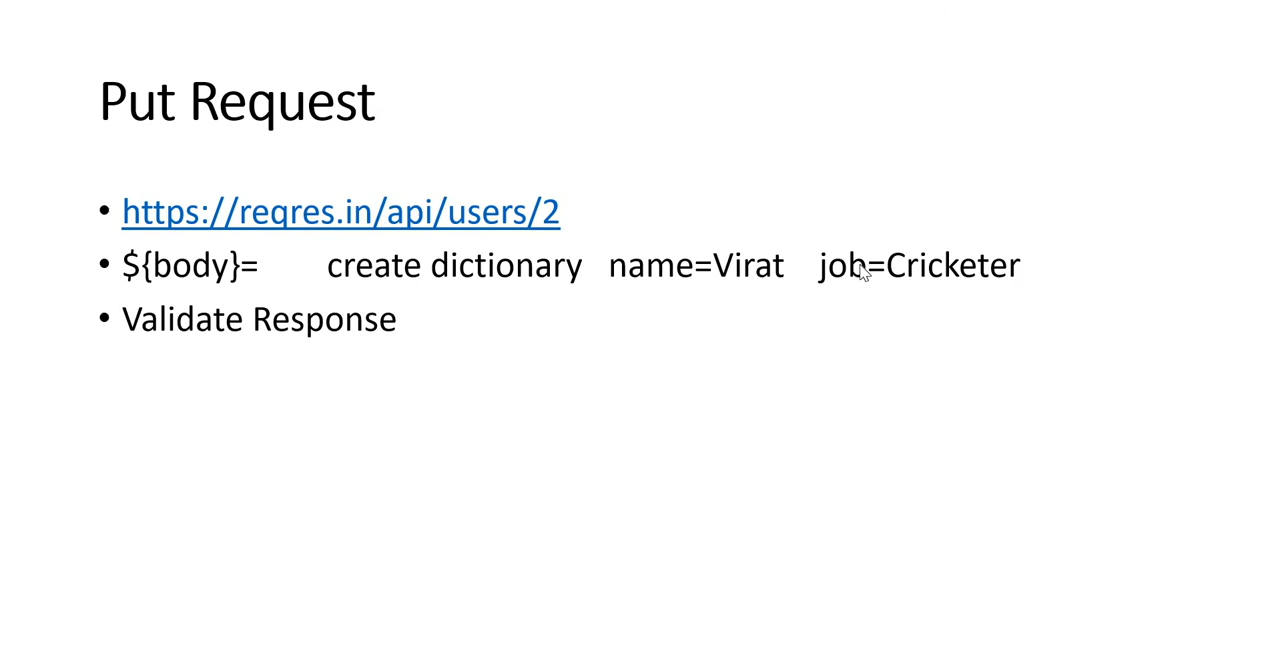 Put Request
• https://reqres.in/api/users/2
• ${body}= create dictionary name=Virat job=Cricketer
• Validate Response